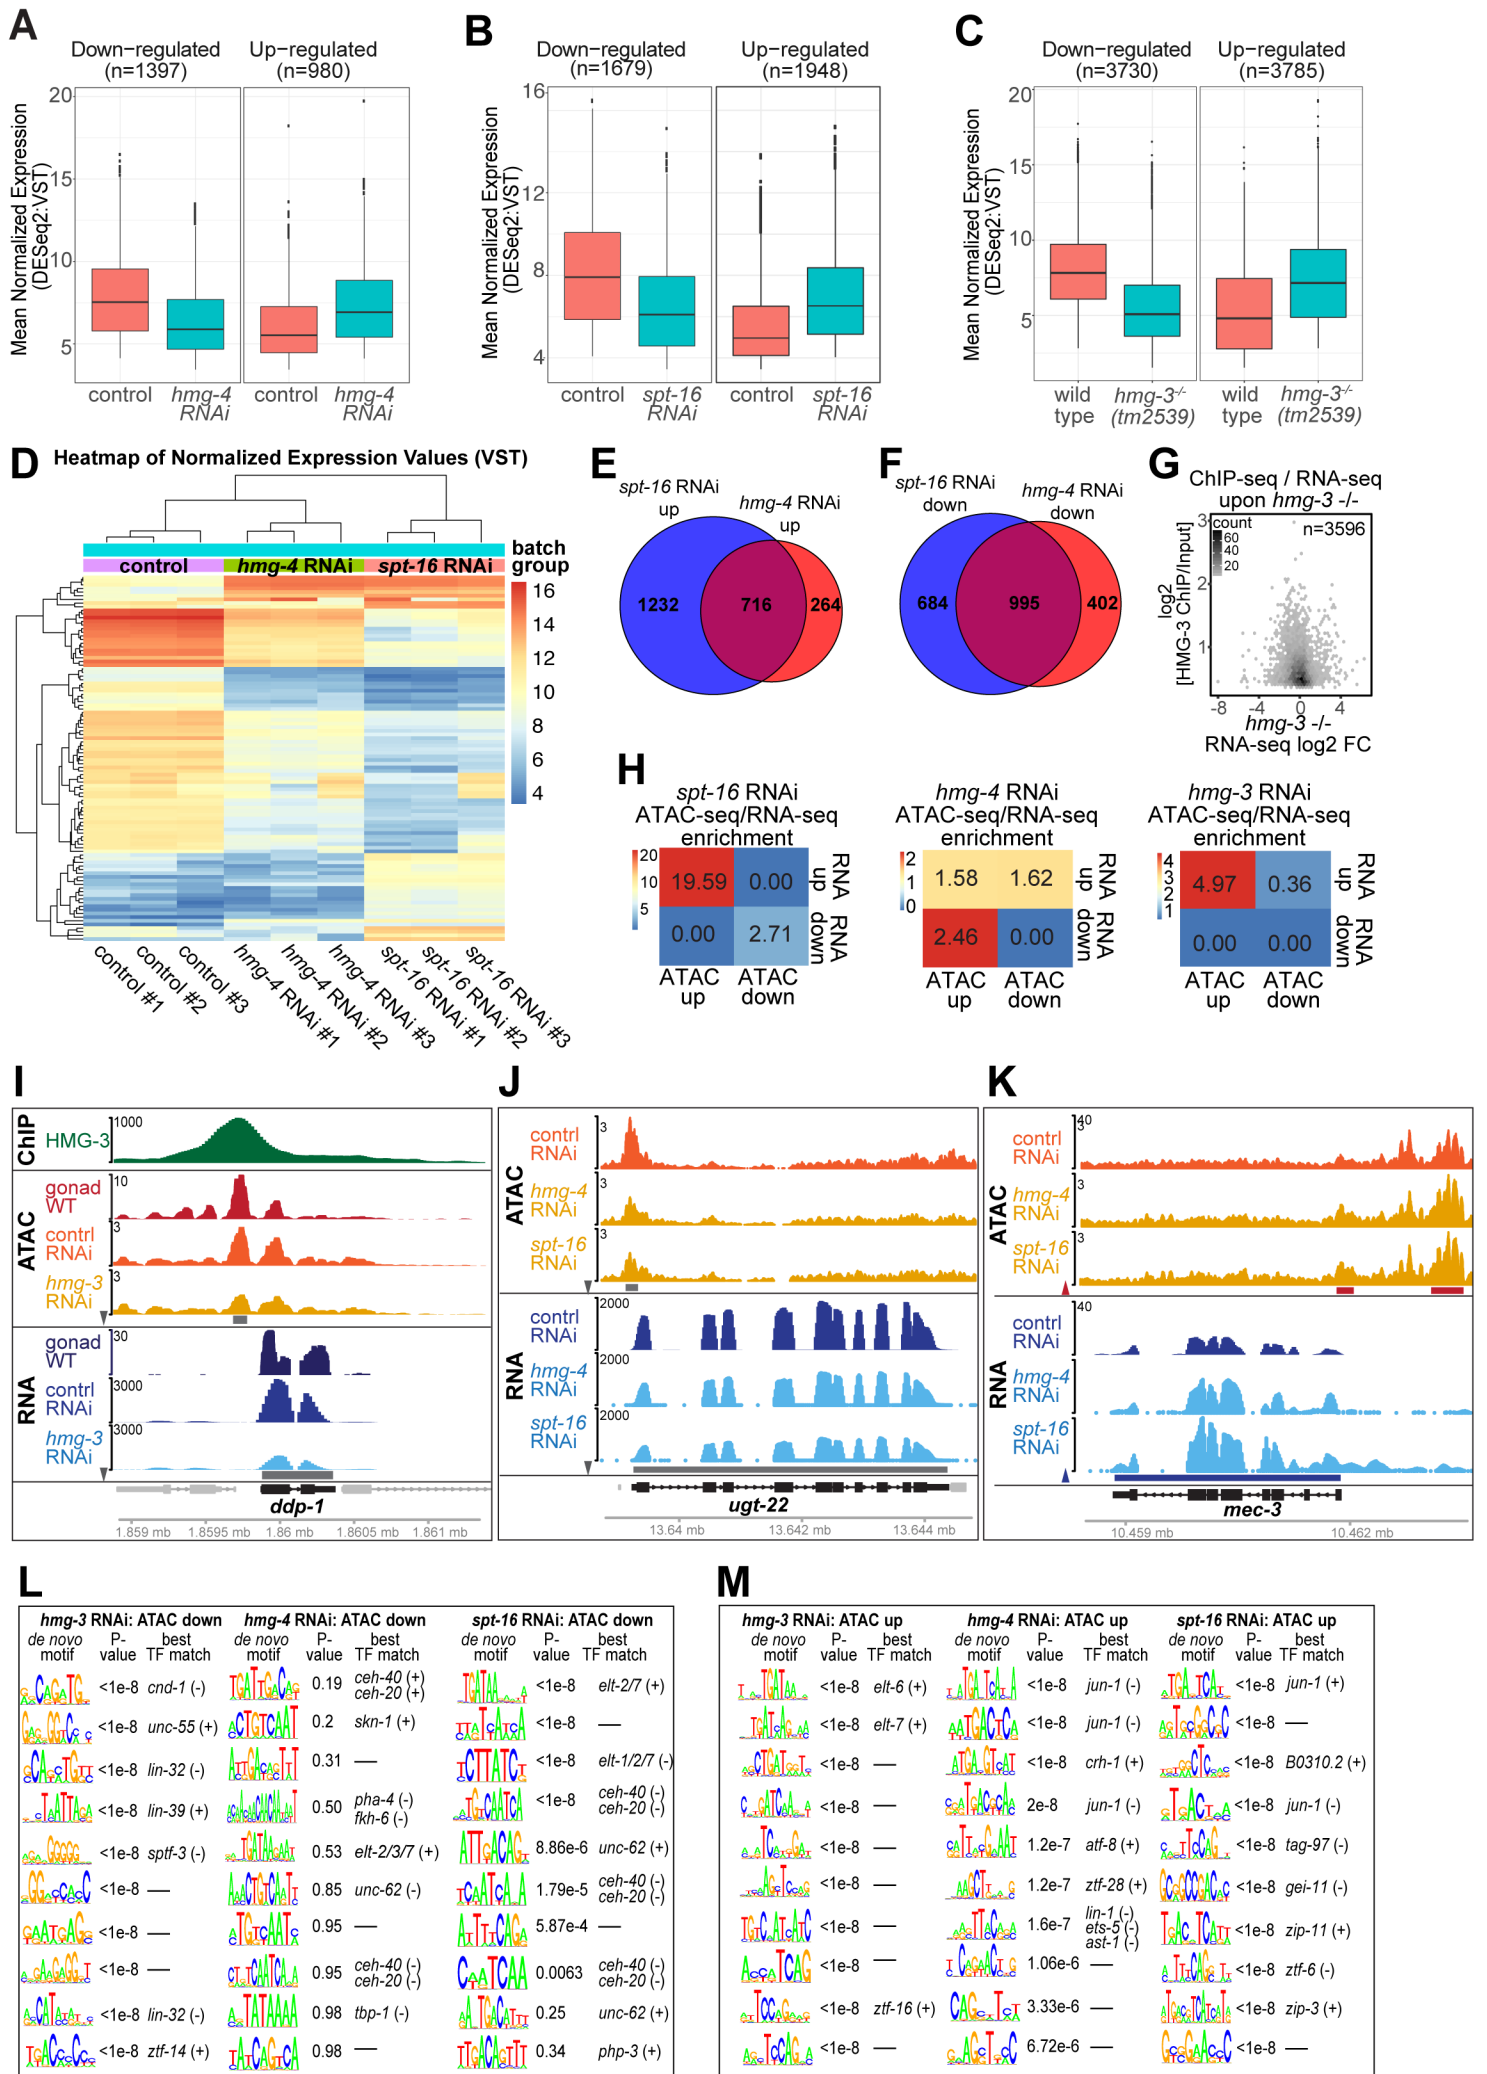 A
Down−regulated
(n=1397)
Up−regulated
(n=980)
Mean Normalized Expression
(DESeq2:VST)
20
15
10
5
control
hmg-4
RNAi
control
hmg-4
RNAi
B
Down−regulated
(n=1679)
Up−regulated
(n=1948)
Mean Normalized Expression
(DESeq2:VST)
16
12
8
4
control
spt-16
RNAi
control
spt-16
RNAi
C
Down−regulated
(n=3730)
Up−regulated
(n=3785)
Mean Normalized Expression
(DESeq2:VST)
20
15
10
5
wild
type
hmg-3-/-
(tm2539)
wild
type
hmg-3-/-
(tm2539)
D
Heatmap of Normalized Expression Values (VST)
batch
group
control
hmg-4 RNAi
spt-16 RNAi
16
14
12
10
8
6
4
control #1
control #2
control #3
hmg-4 RNAi #1
hmg-4 RNAi #2
hmg-4 RNAi #3
spt-16 RNAi #1
spt-16 RNAi #2
spt-16 RNAi #3
E
spt-16 RNAi
up
hmg-4 RNAi
up
1232
716
264
F
spt-16 RNAi
down
hmg-4 RNAi
down
684
995
402
G
ChIP-seq / RNA-seq
upon hmg-3 -/-
log2
[HMG-3 ChIP/Input]
3
2
1
count
60
40
20
n=3596
-8 -4 0 4
hmg-3 -/-
RNA-seq log2 FC
H
spt-16 RNAi
ATAC-seq/RNA-seq
enrichment
20
10
5
19.59 0.00
0.00 2.71
RNA
up
RNA
down
ATAC
up
ATAC
down
hmg-4 RNAi
ATAC-seq/RNA-seq
enrichment
2
1
0
1.58 1.62
2.46 0.00
RNA
up
RNA
down
ATAC
up
ATAC
down
hmg-3 RNAi
ATAC-seq/RNA-seq
enrichment
4
3
2
1
4.97 0.36
0.00 0.00
RNA
up
RNA
down
ATAC
up
ATAC
down
I
ChIP
HMG-3
1000
ATAC
gonad
WT
10
contrl
RNAi
3
hmg-3
RNAi
3
RNA
gonad
WT
30
contrl
RNAi
3000
hmg-3
RNAi
3000
ddp-1
1.859 mb 1.8595 mb 1.86 mb 1.8605 mb 1.861 mb
J
ATAC
contrl
RNAi
3
hmg-4
RNAi
3
spt-16
RNAi
3
RNA
contrl
RNAi
2000
hmg-4
RNAi
2000
spt-16
RNAi
2000
ugt-22
13.64 mb 13.642 mb 13.644 mb
K
ATAC
contrl
RNAi
40
3
hmg-4
RNAi
3
spt-16
RNAi
3
RNA
contrl
RNAi
40
hmg-4
RNAi
spt-16
RNAi
mec-3
10.459 mb 10.462 mb
L
hmg-3 RNAi: ATAC down
de novo
motif
P-
value
best
TF match
<1e-8 cnd-1 (-)
<1e-8 unc-55 (+)
<1e-8 lin-32 (-)
<1e-8 lin-39 (+)
<1e-8 sptf-3 (-)
<1e-8 —
<1e-8 —
<1e-8 —
<1e-8 lin-32 (-)
<1e-8 ztf-14 (+)
hmg-4 RNAi: ATAC down
de novo
motif
P-
value
best
TF match
0.19 ceh-40 (+)
ceh-20 (+)
0.2 skn-1 (+)
0.31 —
0.50 pha-4 (-)
fkh-6 (-)
0.53 elt-2/3/7 (+)
0.85 unc-62 (-)
0.95 —
0.95 ceh-40 (-)
ceh-20 (-)
0.98 tbp-1 (-)
0.98 —
spt-16 RNAi: ATAC down
de novo
motif
P-
value
best
TF match
<1e-8 elt-2/7 (+)
<1e-8 —
<1e-8 elt-1/2/7 (-)
<1e-8 ceh-40 (-)
ceh-20 (-)
8.86e-6 unc-62 (+)
1.79e-5 ceh-40 (-)
ceh-20 (-)
5.87e-4 —
0.0063 ceh-40 (-)
ceh-20 (-)
0.25 unc-62 (+)
0.34 php-3 (+)
M
hmg-3 RNAi: ATAC up
de novo
motif
P-
value
best
TF match
<1e-8 elt-6 (+)
<1e-8 elt-7 (+)
<1e-8 —
<1e-8 —
<1e-8 —
<1e-8 —
<1e-8 —
<1e-8 —
<1e-8 ztf-16 (+)
<1e-8 —
hmg-4 RNAi: ATAC up
de novo
motif
P-
value
best
TF match
<1e-8 jun-1 (-)
<1e-8 jun-1 (-)
<1e-8 crh-1 (+)
2e-8 jun-1 (-)
1.2e-7 atf-8 (+)
1.2e-7 ztf-28 (+)
1.6e-7 lin-1 (-)
ets-5 (-)
ast-1 (-)
1.06e-6 —
3.33e-6 —
6.72e-6 —
spt-16 RNAi: ATAC up
de novo
motif
P-
value
best
TF match
<1e-8 jun-1 (+)
<1e-8 —
<1e-8 B0310.2 (+)
<1e-8 jun-1 (-)
<1e-8 tag-97 (-)
<1e-8 gei-11 (-)
<1e-8 zip-11 (+)
<1e-8 ztf-6 (-)
<1e-8 zip-3 (+)
<1e-8 —